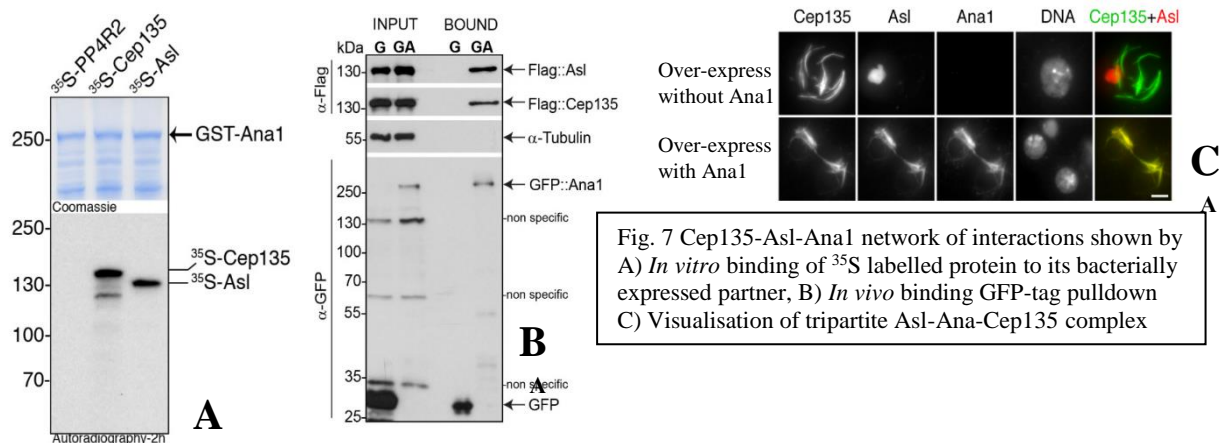 ³⁵S-PP4R2
³⁵S-Cep135
³⁵S-Asl
250
GST-Ana1
Coomassie
250
³⁵S-Cep135
130
³⁵S-Asl
100
70
Autoradiography-2h
A
INPUT BOUND
kDa G GA G GA
α-Flag
130 Flag::Asl
130 Flag::Cep135
55 α-Tubulin
α-GFP
250 GFP::Ana1
130 non specific
100
70
55 non specific
35 non specific
25 GFP
B
A
Cep135 Asl Ana1 DNA Cep135+Asl
Over-express
without Ana1
Over-express
with Ana1
C
A
Fig. 7 Cep135-Asl-Ana1 network of interactions shown by
A) In vitro binding of ³⁵S labelled protein to its bacterially
expressed partner, B) In vivo binding GFP-tag pulldown
C) Visualisation of tripartite Asl-Ana-Cep135 complex